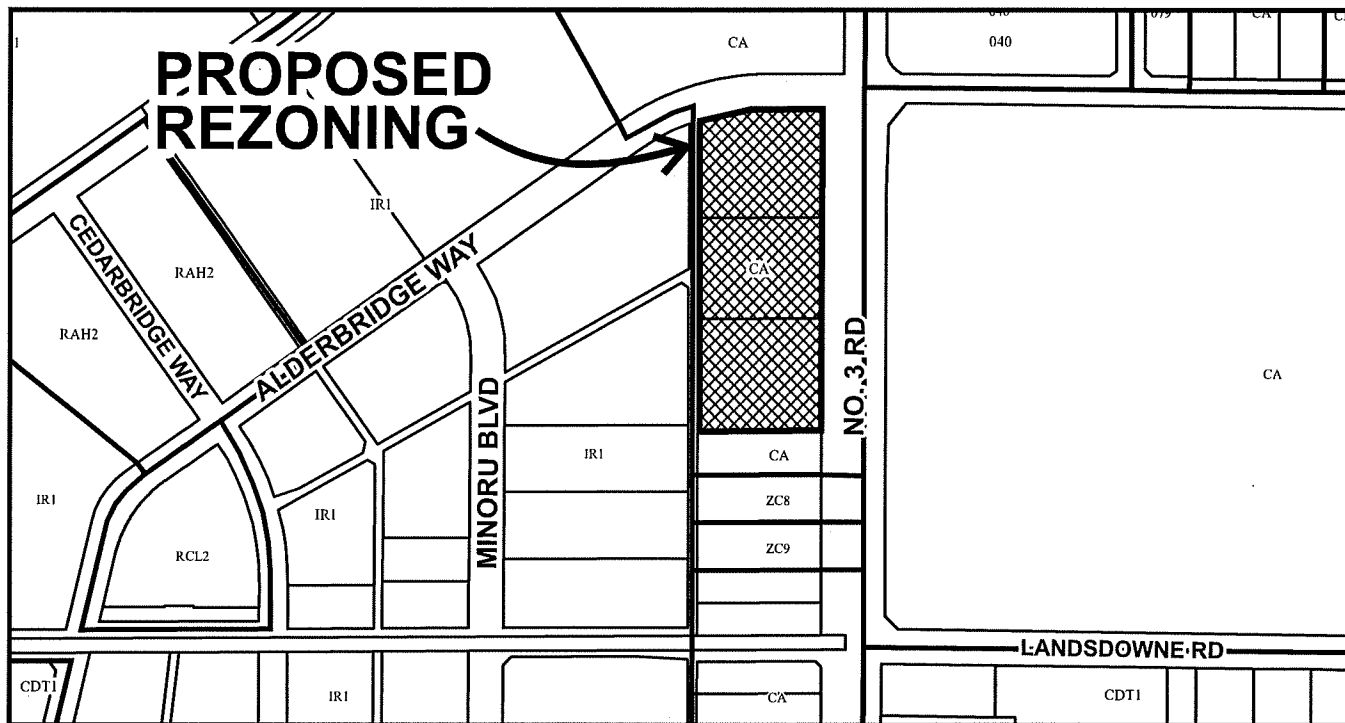 CA
040
CA
PROPOSED
REZONING
IR1
CEDARBRIDGE WAY
RAH2
RAH2
ALDERBRIDGE WAY
CA
NO. 3 RD
CA
MINORU BLVD
IR1
CA
IR1
IR1
ZC8
RCL2
ZC9
LANDSDOWNE RD
CDT1
IR1
CA
CDT1